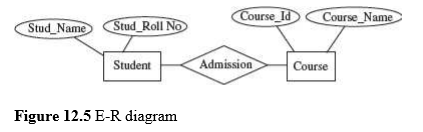 Stud_Name Stud_Roll No Course_Id Course_Name
Student Admission Course
Figure 12.5 E-R diagram